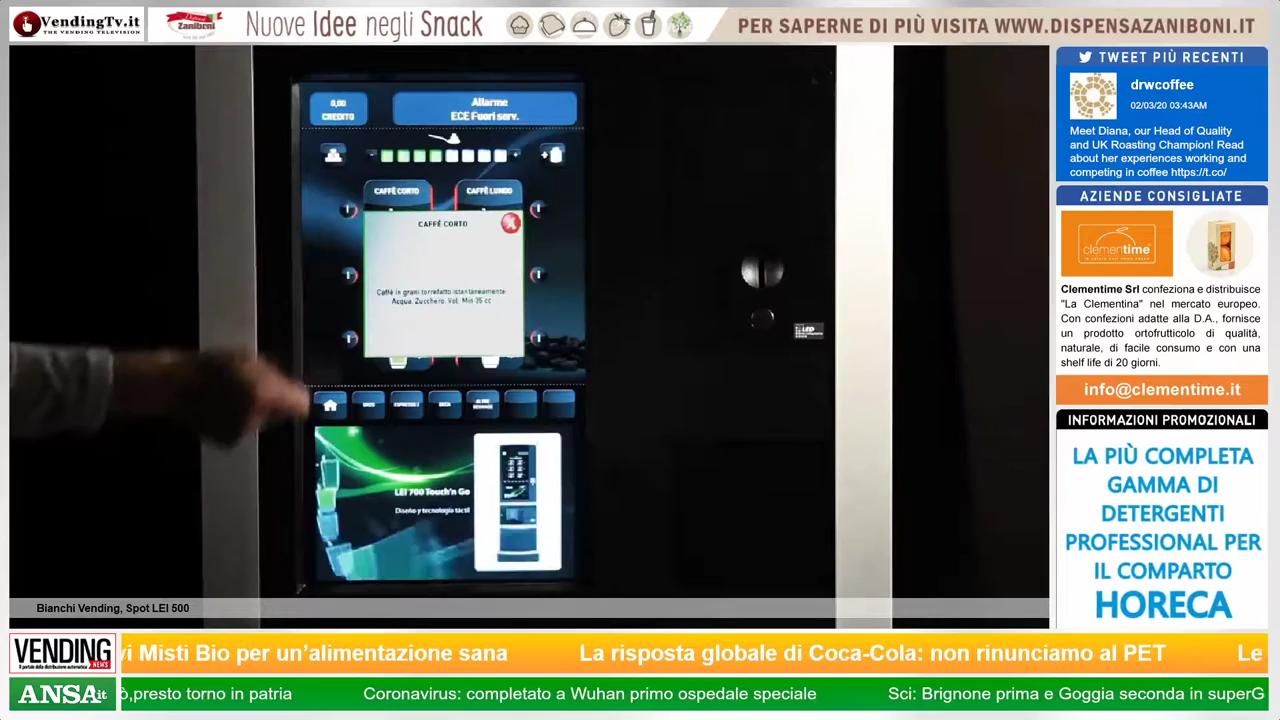 VendingTv.it
THE VENDING TELEVISION
Dispensa
Zaniboni
Nuove Idee negli Snack
PER SAPERNE DI PIÙ VISITA WWW.DISPENSAZANIBONI.IT
0,00
CREDITO
Allarme
ECE Fuori serv.
CAFFÈ CORTO
CAFFÈ LUNGO
CAFFÈ CORTO
Caffè in grani torrefatto istantaneamente
Acqua. Zucchero. Vol. Min 35 cc
LEI 700 Touch'n Go
Diseño y tecnología táctil
LEI
Bianchi Vending, Spot LEI 500
TWEET PIÙ RECENTI
drwcoffee
02/03/20 03:43AM
Meet Diana, our Head of Quality
and UK Roasting Champion! Read
about her experiences working and
competing in coffee https://t.co/
AZIENDE CONSIGLIATE
clementime
Clementime Srl confeziona e distribuisce
"La Clementina" nel mercato europeo.
Con confezioni adatte alla D.A., fornisce
un prodotto ortofrutticolo di qualità,
naturale, di facile consumo e con una
shelf life di 20 giorni.
info@clementime.it
INFORMAZIONI PROMOZIONALI
LA PIÙ COMPLETA
GAMMA DI
DETERGENTI
PROFESSIONAL PER
IL COMPARTO
HORECA
VENDING NEWS
Il portale della distribuzione automatica
vi Misti Bio per un'alimentazione sana La risposta globale di Coca-Cola: non rinunciamo al PET Le
ANSA.it
ò,presto torno in patria Coronavirus: completato a Wuhan primo ospedale speciale Sci: Brignone prima e Goggia seconda in superG